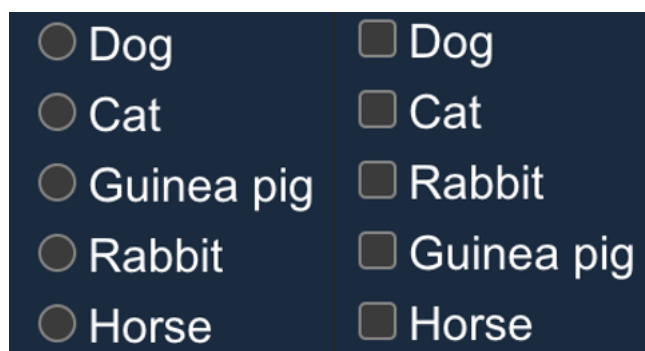 Dog
Cat
Guinea pig
Rabbit
Horse
Dog
Cat
Rabbit
Guinea pig
Horse